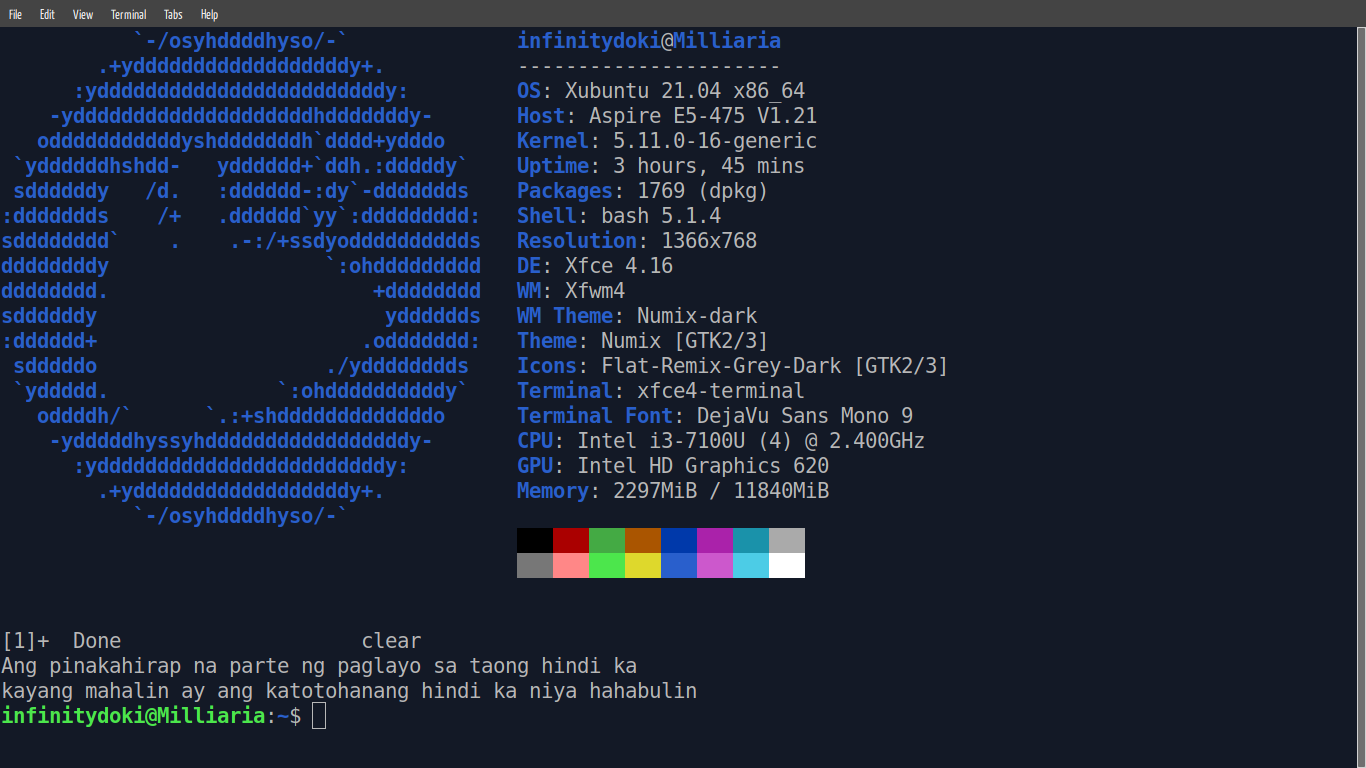 File Edit View Terminal Tabs Help
`-/osyhddddhyso/-`
.+yddddddddddddddddddy+.
:yddddddddddddddddddddddddy:
-yddddddddddddddddddddhdddddddy-
odddddddddddyshdddddddh`dddd+ydddo
`yddddddhshdd- ydddddd+`ddh.:dddddy`
sddddddy /d. :dddddd-:dy`-ddddddds
:ddddddds /+ .dddddd`yy`:ddddddddd:
sdddddddd` . .-:/+ssdyodddddddddds
ddddddddy `:ohddddddddd
dddddddd. +dddddddd
sddddddy ydddddds
:dddddd+ .oddddddd:
sdddddo ./ydddddddds
`yddddd. `:ohddddddddddy`
oddddh/` `.:+shdddddddddddddo
-ydddddhyssyhdddddddddddddddddy-
:yddddddddddddddddddddddddy:
.+yddddddddddddddddddy+.
`-/osyhddddhyso/-`
infinitydoki@Milliaria
----------------------
OS: Xubuntu 21.04 x86_64
Host: Aspire E5-475 V1.21
Kernel: 5.11.0-16-generic
Uptime: 3 hours, 45 mins
Packages: 1769 (dpkg)
Shell: bash 5.1.4
Resolution: 1366x768
DE: Xfce 4.16
WM: Xfwm4
WM Theme: Numix-dark
Theme: Numix [GTK2/3]
Icons: Flat-Remix-Grey-Dark [GTK2/3]
Terminal: xfce4-terminal
Terminal Font: DejaVu Sans Mono 9
CPU: Intel i3-7100U (4) @ 2.400GHz
GPU: Intel HD Graphics 620
Memory: 2297MiB / 11840MiB
[1]+ Done clear
Ang pinakahirap na parte ng paglayo sa taong hindi ka
kayang mahalin ay ang katotohanang hindi ka niya hahabulin
infinitydoki@Milliaria:~$